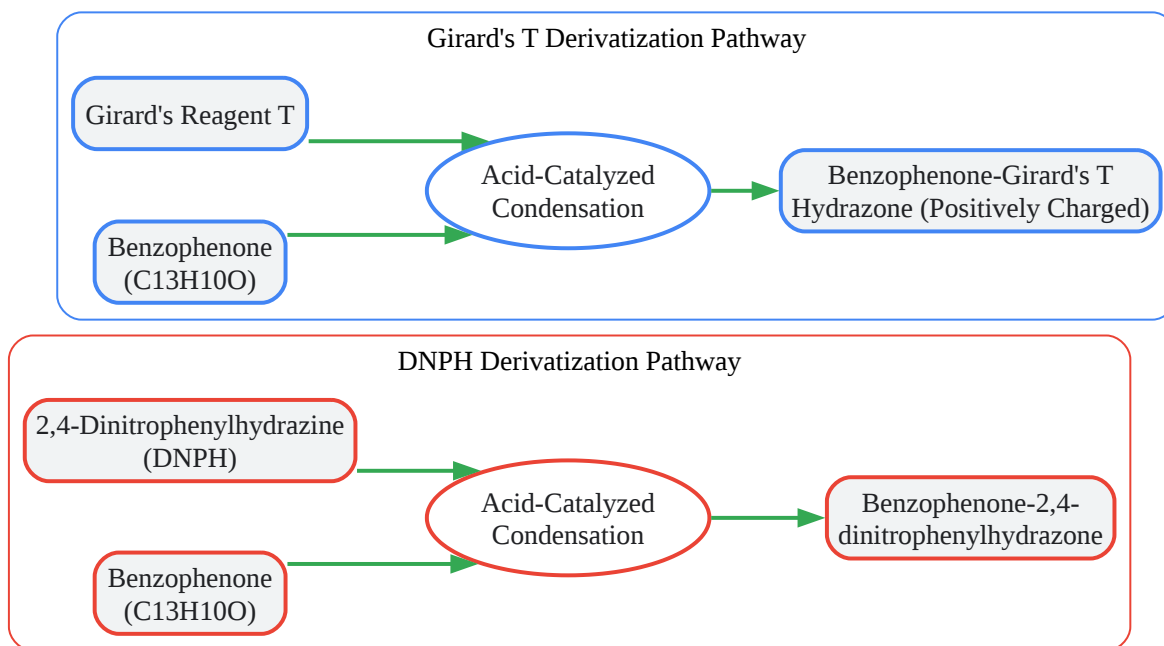 Girard's T Derivatization Pathway
Girard's Reagent T
Benzophenone
(C13H10O)
Acid-Catalyzed
Condensation
Benzophenone-Girard's T
Hydrazone (Positively Charged)
DNPH Derivatization Pathway
2,4-Dinitrophenylhydrazine
(DNPH)
Benzophenone
(C13H10O)
Acid-Catalyzed
Condensation
Benzophenone-2,4-
dinitrophenylhydrazone